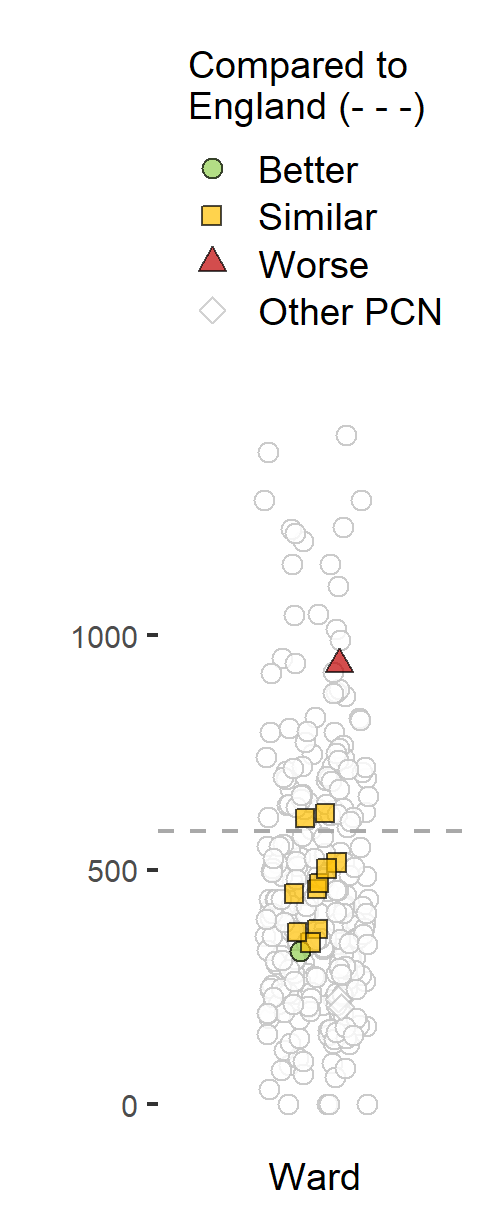 Compared to
England (- - -)
Better
Similar
Worse
Other PCN
1000
500
0
Ward